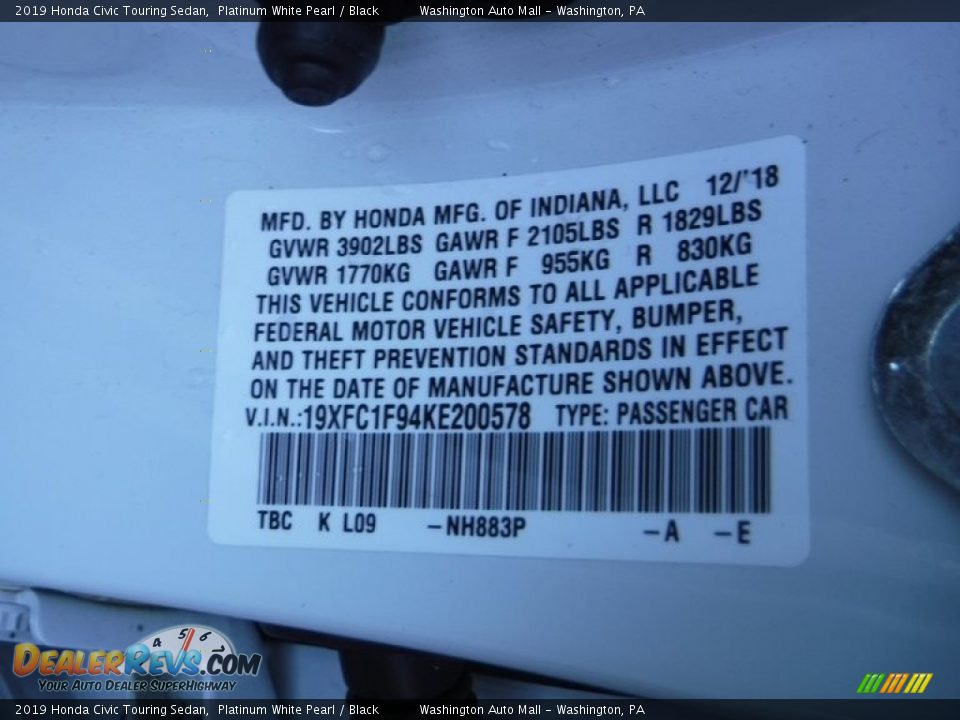 2019 Honda Civic Touring Sedan, Platinum White Pearl / Black Washington Auto Mall - Washington, PA
MFD. BY HONDA MFG. OF INDIANA, LLC 12/'18
GVWR 3902LBS GAWR F 2105LBS R 1829LBS
GVWR 1770KG GAWR F 955KG R 830KG
THIS VEHICLE CONFORMS TO ALL APPLICABLE
FEDERAL MOTOR VEHICLE SAFETY, BUMPER,
AND THEFT PREVENTION STANDARDS IN EFFECT
ON THE DATE OF MANUFACTURE SHOWN ABOVE.
V.I.N.:19XFC1F94KE200578 TYPE: PASSENGER CAR
TBC K L09 -NH883P -A -E
4 5 6
DEALERREVS.COM
YOUR AUTO DEALER SUPERHIGHWAY
2019 Honda Civic Touring Sedan, Platinum White Pearl / Black Washington Auto Mall - Washington, PA